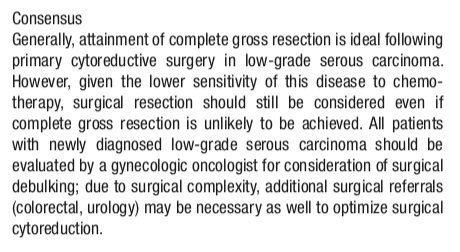 Consensus
Generally, attainment of complete gross resection is ideal following
primary cytoreductive surgery in low-grade serous carcinoma.
However, given the lower sensitivity of this disease to chemo-
therapy, surgical resection should still be considered even if
complete gross resection is unlikely to be achieved. All patients
with newly diagnosed low-grade serous carcinoma should be
evaluated by a gynecologic oncologist for consideration of surgical
debulking; due to surgical complexity, additional surgical referrals
(colorectal, urology) may be necessary as well to optimize surgical
cytoreduction.